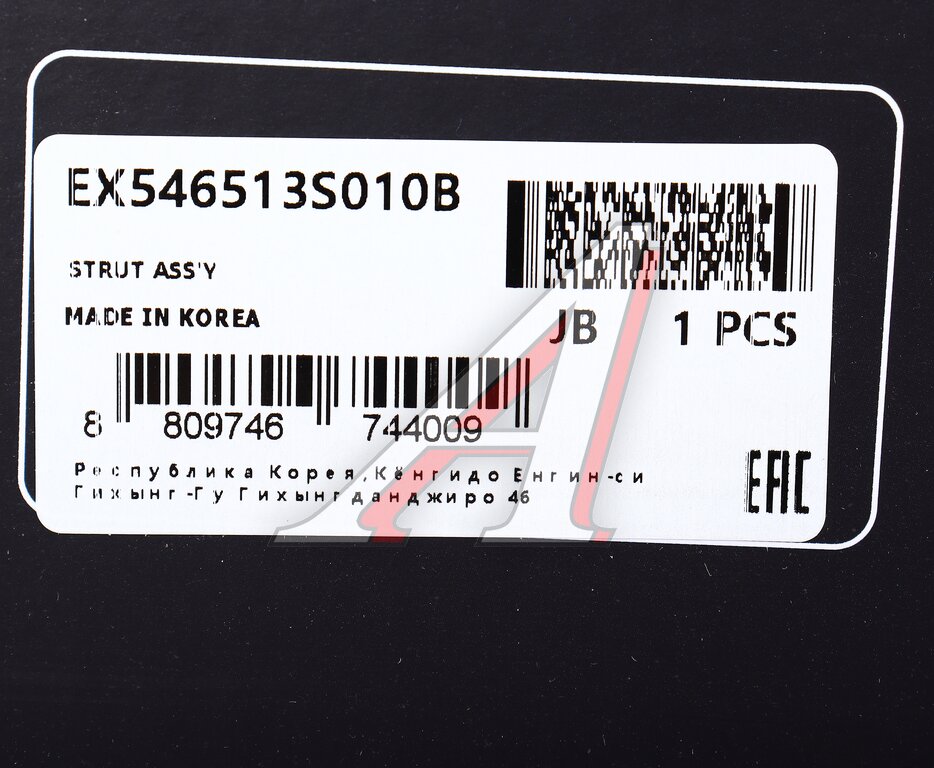 EX546513S010B
STRUT ASS'Y
MADE IN KOREA
JB 1 PCS
8 809746 744009
Республика Корея,Кёнгидо Енгин-си
Гихынг-Гу Гихынгданджиро 46
EAC